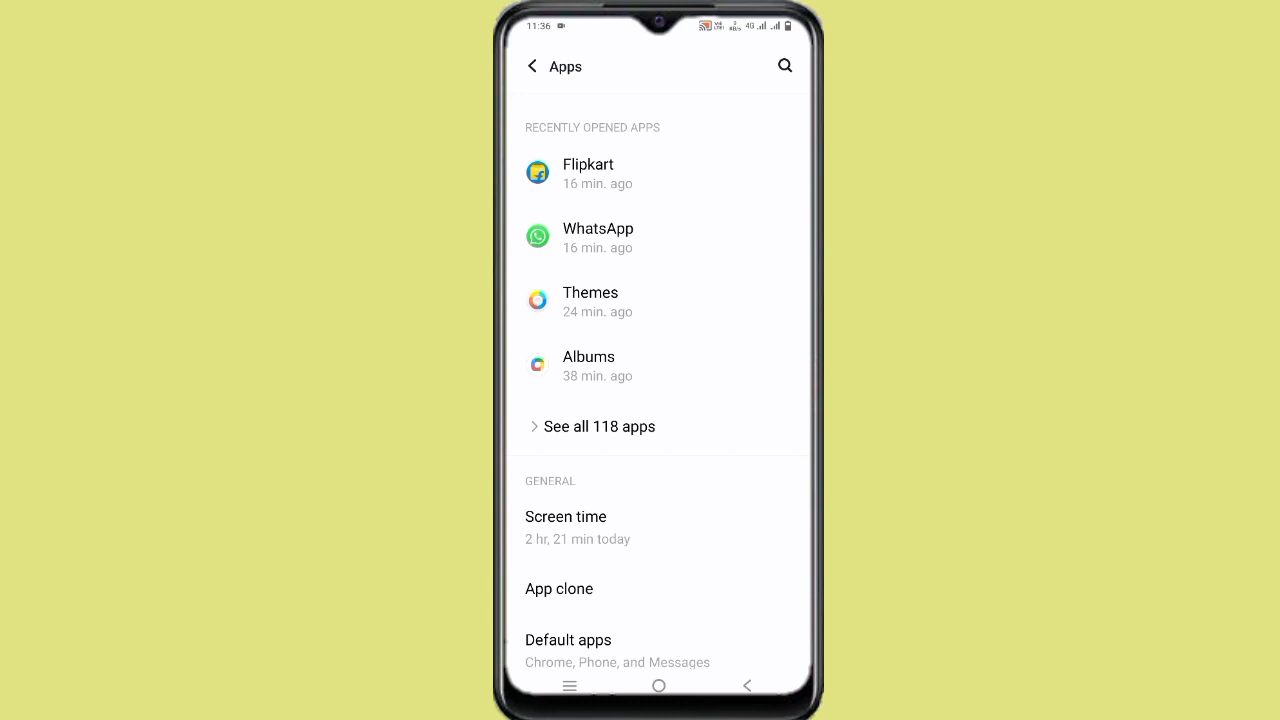 11:36
4G
Apps
RECENTLY OPENED APPS
Flipkart
16 min. ago
WhatsApp
16 min. ago
Themes
24 min. ago
Albums
38 min. ago
See all 118 apps
GENERAL
Screen time
2 hr, 21 min today
App clone
Default apps
Chrome, Phone, and Messages